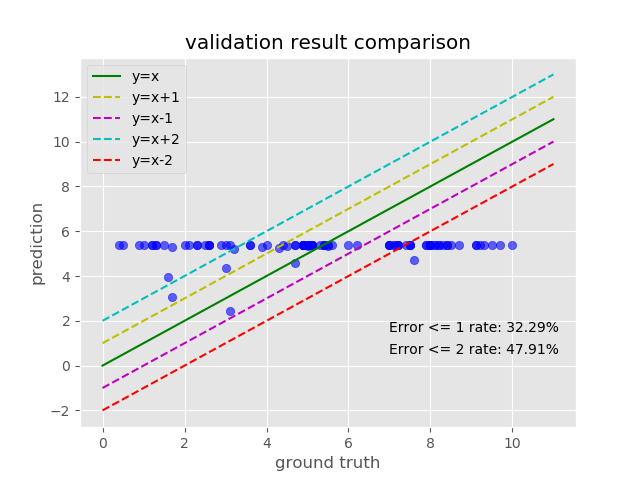 validation result comparison
y=x
y=x+1
y=x-1
y=x+2
y=x-2
12
10
8
6
4
2
0
−2
prediction
Error <= 1 rate: 32.29%
Error <= 2 rate: 47.91%
0
2
4
6
8
10
ground truth